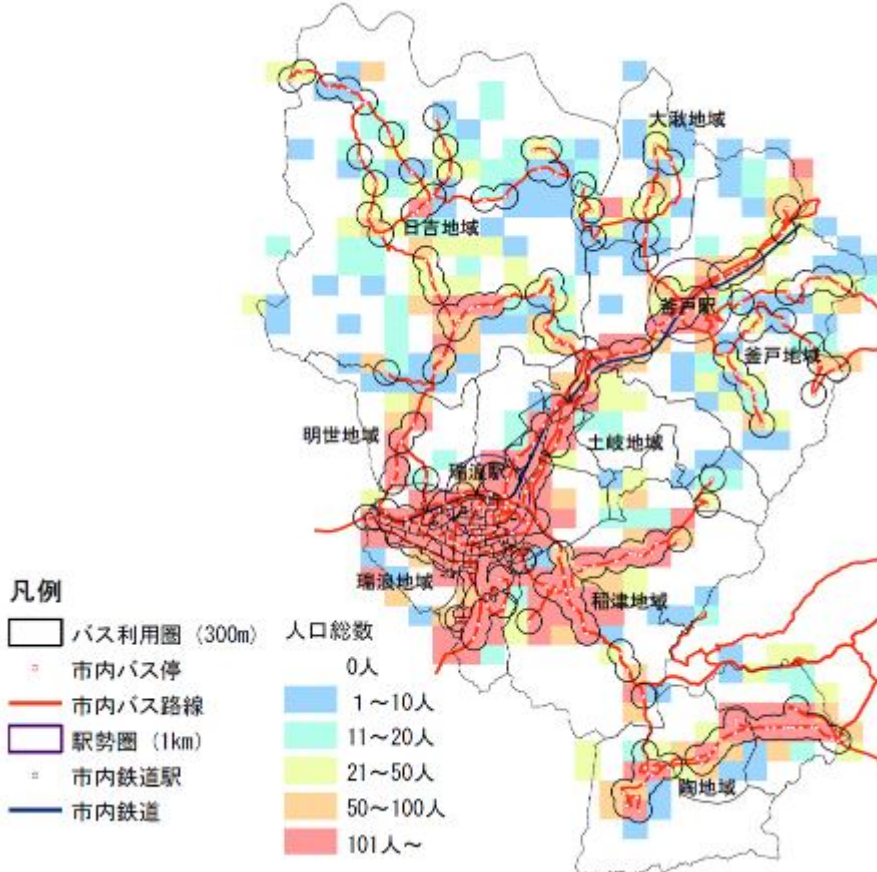 大湫地域
日吉地域
釜戸駅
釜戸地域
明世地域
土岐地域
瑞浪駅
瑞浪地域
稲津地域
陶地域
凡例
バス利用圏 (300m)
市内バス停
市内バス路線
駅勢圏 (1km)
市内鉄道駅
市内鉄道
人口総数
0人
1~10人
11~20人
21~50人
50~100人
101人~